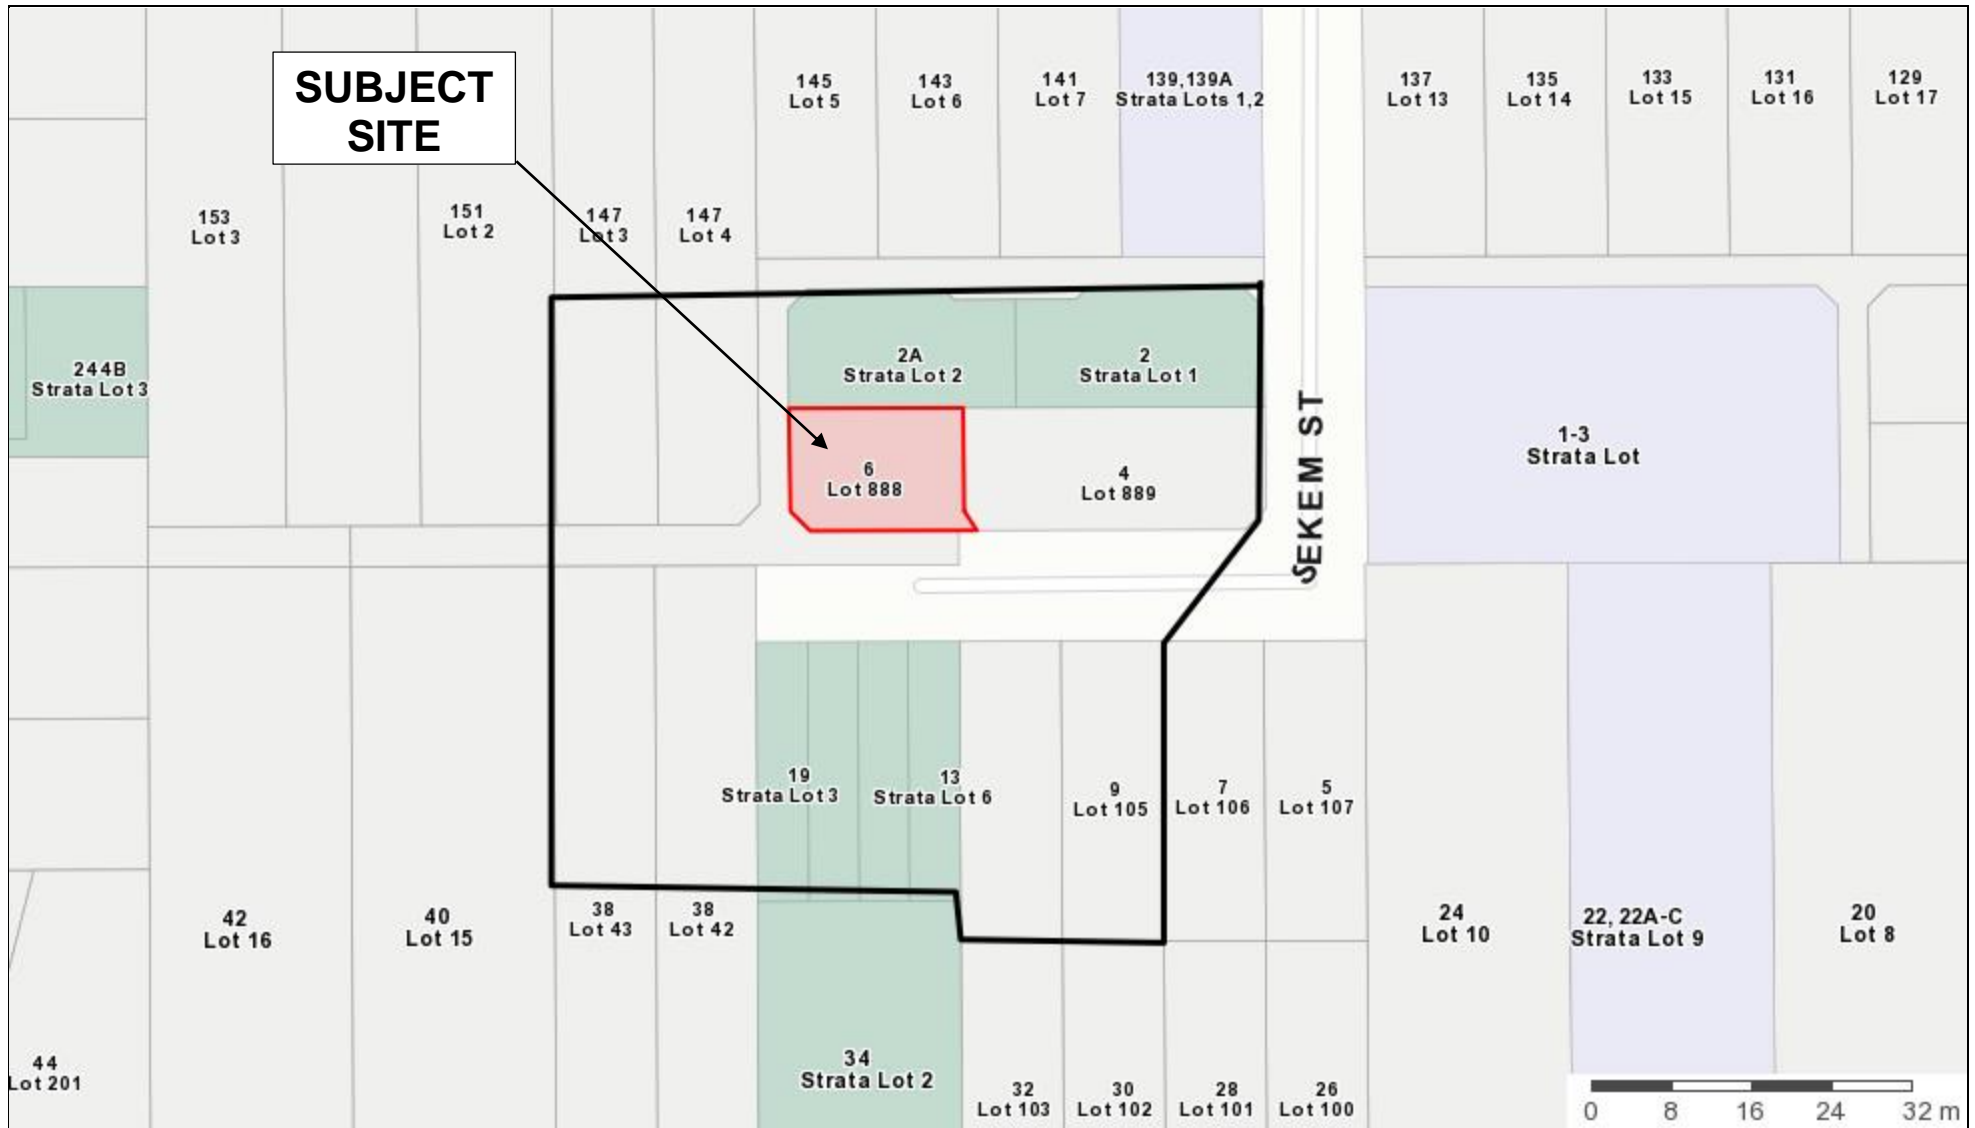 SUBJECT
SITE
145
Lot 5
143
Lot 6
141
Lot 7
139,139A
Strata Lots 1,2
137
Lot 13
135
Lot 14
133
Lot 15
131
Lot 16
129
Lot 17
153
Lot 3
151
Lot 2
147
Lot 3
147
Lot 4
244B
Strata Lot 3
2A
Strata Lot 2
2
Strata Lot 1
6
Lot 888
4
Lot 889
SEKEM ST
1-3
Strata Lot
19
Strata Lot 3
13
Strata Lot 6
9
Lot 105
7
Lot 106
5
Lot 107
42
Lot 16
40
Lot 15
38
Lot 43
38
Lot 42
24
Lot 10
22, 22A-C
Strata Lot 9
20
Lot 8
44
Lot 201
34
Strata Lot 2
32
Lot 103
30
Lot 102
28
Lot 101
26
Lot 100
0 8 16 24 32 m